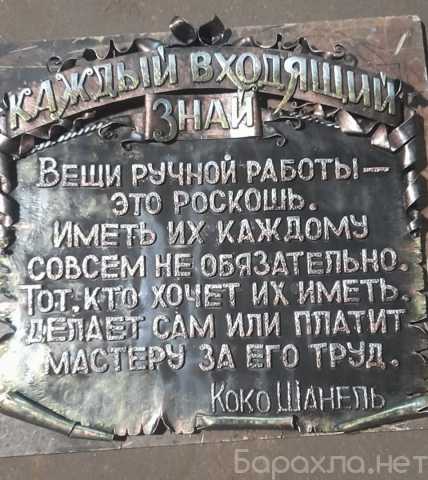 КАЖДЫЙ ВХОДЯЩИЙ
ЗНАЙ
ВЕЩИ РУЧНОЙ РАБОТЫ —
ЭТО РОСКОШЬ.
ИМЕТЬ ИХ КАЖДОМУ
СОВСЕМ НЕ ОБЯЗАТЕЛЬНО.
ТОТ, КТО ХОЧЕТ ИХ ИМЕТЬ.
ДЕЛАЕТ САМ ИЛИ ПЛАТИТ
МАСТЕРУ ЗА ЕГО ТРУД.
КОКО ШАНЕЛЬ
Барахла.нет